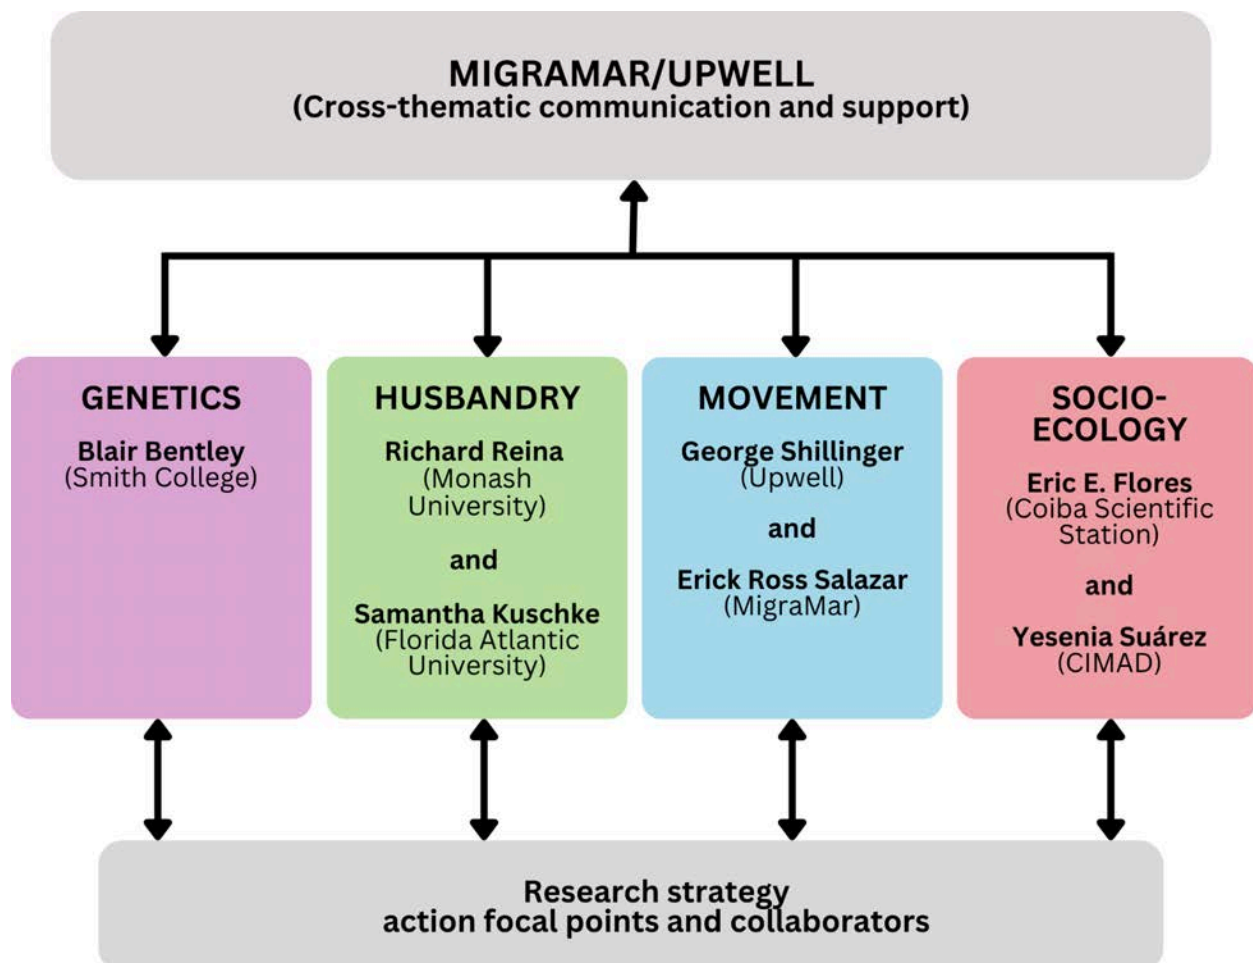 MIGRAMAR/UPWELL
(Cross-thematic communication and support)
GENETICS
Blair Bentley
(Smith College)
HUSBANDRY
Richard Reina
(Monash
University)
and
Samantha Kuschke
(Florida Atlantic
University)
MOVEMENT
George Shillinger
(Upwell)
and
Erick Ross Salazar
(MigraMar)
SOCIO-
ECOLOGY
Eric E. Flores
(Coiba Scientific
Station)
and
Yesenia Suárez
(CIMAD)
Research strategy
action focal points and collaborators